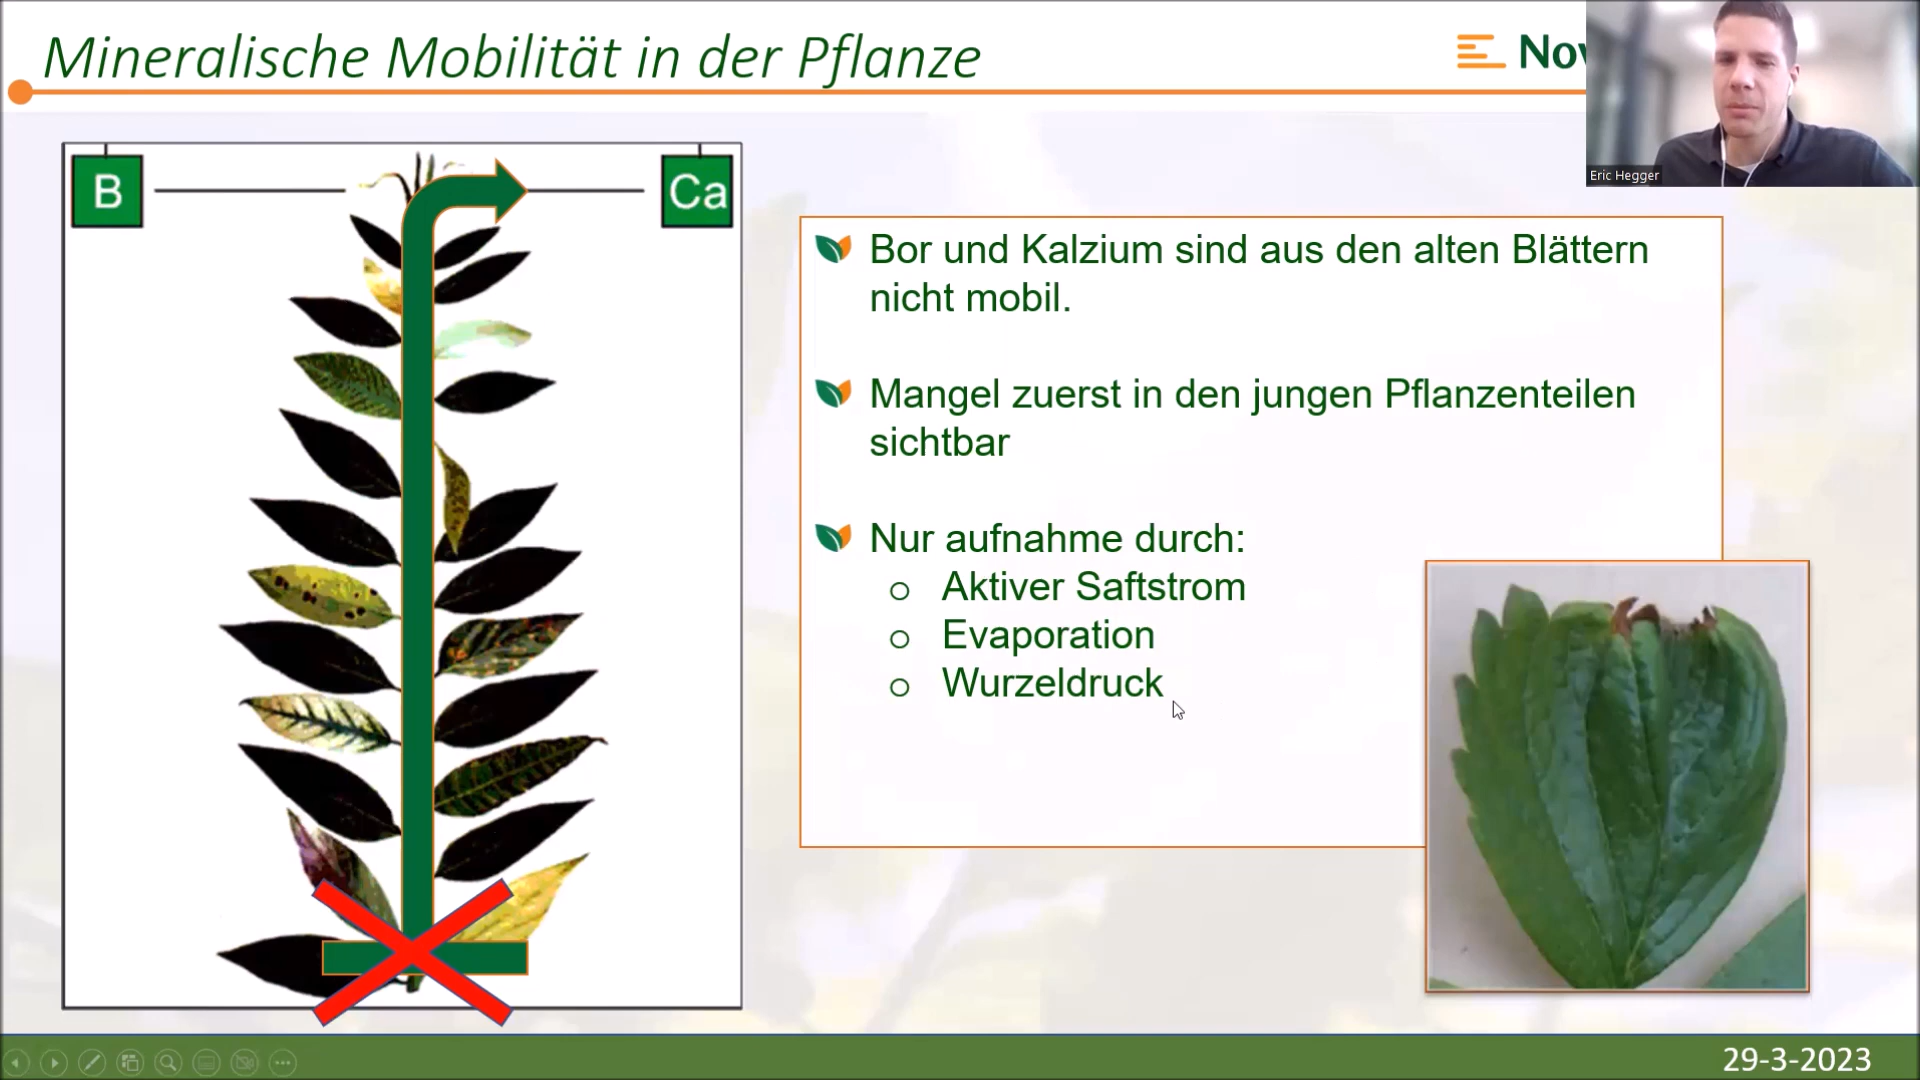 Mineralische Mobilität in der Pflanze
Eric Hegger
B
Ca
Bor und Kalzium sind aus den alten Blättern
nicht mobil.
Mangel zuerst in den jungen Pflanzenteilen
sichtbar
Nur aufnahme durch:
Aktiver Saftstrom
Evaporation
Wurzeldruck
29-3-2023